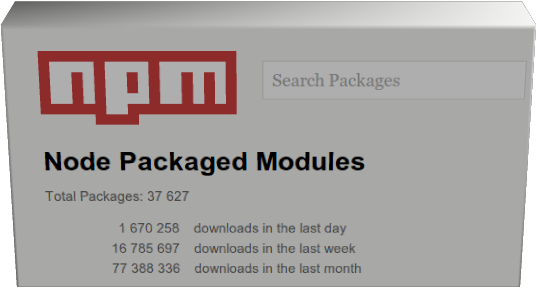 npm
Search Packages
Node Packaged Modules
Total Packages: 37 627
1 670 258 downloads in the last day
16 785 697 downloads in the last week
77 388 336 downloads in the last month